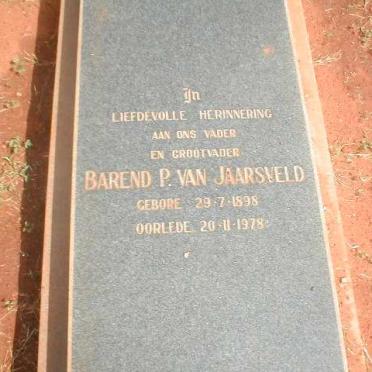 In
LIEFDEVOLLE HERINNERING
AAN ONS VADER
EN GROOTVADER
BAREND P. VAN JAARSVELD
GEBORE 29-7-1898
OORLEDE 20-11-1978